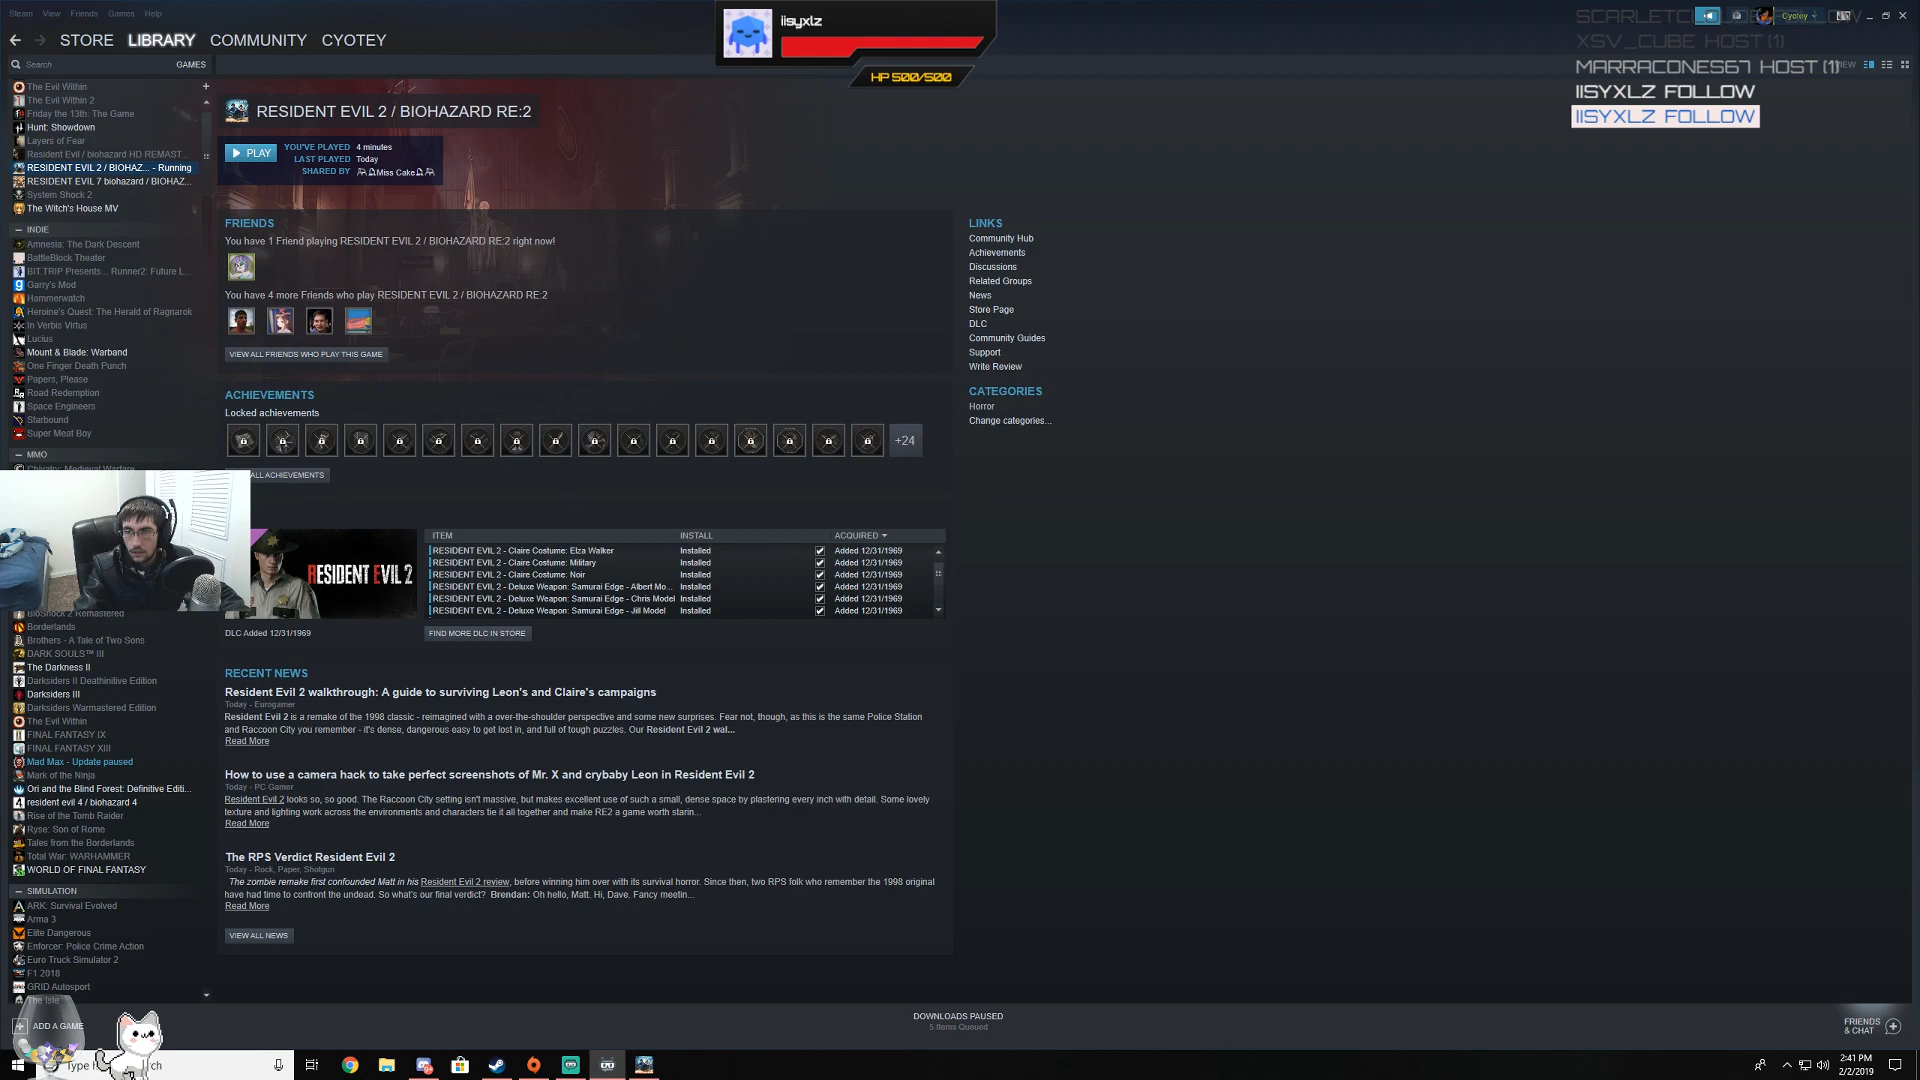 Steam View Friends Games Help
STORE LIBRARY COMMUNITY CYOTEY
Search GAMES
The Evil Within
The Evil Within 2
Friday the 13th: The Game
Hunt: Showdown
Layers of Fear
Resident Evil / biohazard HD REMAST...
RESIDENT EVIL 2 / BIOHAZ... - Running
RESIDENT EVIL 7 biohazard / BIOHAZ...
System Shock 2
The Witch's House MV
INDIE
Amnesia: The Dark Descent
BattleBlock Theater
BIT.TRIP Presents... Runner2: Future L...
Garry's Mod
Hammerwatch
Heroine's Quest: The Herald of Ragnarok
In Verbis Virtus
Lucius
Mount & Blade: Warband
One Finger Death Punch
Papers, Please
Road Redemption
Space Engineers
Starbound
Super Meat Boy
MMO
Chivalry: Medieval Warfare
BioShock 2 Remastered
Borderlands
Brothers - A Tale of Two Sons
DARK SOULS™ III
The Darkness II
Darksiders II Deathinitive Edition
Darksiders III
Darksiders Warmastered Edition
The Evil Within
FINAL FANTASY IX
FINAL FANTASY XIII
Mad Max - Update paused
Mark of the Ninja
Ori and the Blind Forest: Definitive Editi...
resident evil 4 / biohazard 4
Rise of the Tomb Raider
Ryse: Son of Rome
Tales from the Borderlands
Total War: WARHAMMER
WORLD OF FINAL FANTASY
SIMULATION
ARK: Survival Evolved
Arma 3
Elite Dangerous
Enforcer: Police Crime Action
Euro Truck Simulator 2
F1 2018
GRID Autosport
The Isle
ADD A GAME
iisyxlz
HP 500/500
Cyotey
XSV_CUBE HOST (1)
MARRACONES67 HOST (1)
IISYXLZ FOLLOW
IISYXLZ FOLLOW
RESIDENT EVIL 2 / BIOHAZARD RE:2
PLAY
YOU'VE PLAYED 4 minutes
LAST PLAYED Today
SHARED BY Miss Cake
FRIENDS
You have 1 Friend playing RESIDENT EVIL 2 / BIOHAZARD RE:2 right now!
You have 4 more Friends who play RESIDENT EVIL 2 / BIOHAZARD RE:2
VIEW ALL FRIENDS WHO PLAY THIS GAME
ACHIEVEMENTS
Locked achievements
+24
ALL ACHIEVEMENTS
RESIDENT EVIL 2
DLC Added 12/31/1969
ITEM INSTALL ACQUIRED
RESIDENT EVIL 2 - Claire Costume: Elza Walker Installed Added 12/31/1969
RESIDENT EVIL 2 - Claire Costume: Military Installed Added 12/31/1969
RESIDENT EVIL 2 - Claire Costume: Noir Installed Added 12/31/1969
RESIDENT EVIL 2 - Deluxe Weapon: Samurai Edge - Albert Mo... Installed Added 12/31/1969
RESIDENT EVIL 2 - Deluxe Weapon: Samurai Edge - Chris Model Installed Added 12/31/1969
RESIDENT EVIL 2 - Deluxe Weapon: Samurai Edge - Jill Model Installed Added 12/31/1969
FIND MORE DLC IN STORE
RECENT NEWS
Resident Evil 2 walkthrough: A guide to surviving Leon's and Claire's campaigns
Today - Eurogamer
Resident Evil 2 is a remake of the 1998 classic - reimagined with a over-the-shoulder perspective and some new surprises. Fear not, though, as this is the same Police Station
and Raccoon City you remember - it's dense, dangerous easy to get lost in, and full of tough puzzles. Our Resident Evil 2 wal...
Read More
How to use a camera hack to take perfect screenshots of Mr. X and crybaby Leon in Resident Evil 2
Today - PC Gamer
Resident Evil 2 looks so, so good. The Raccoon City setting isn't massive, but makes excellent use of such a small, dense space by plastering every inch with detail. Some lovely
texture and lighting work across the environments and characters tie it all together and make RE2 a game worth starin...
Read More
The RPS Verdict Resident Evil 2
Today - Rock, Paper, Shotgun
The zombie remake first confounded Matt in his Resident Evil 2 review, before winning him over with its survival horror. Since then, two RPS folk who remember the 1998 original
have had time to confront the undead. So what's our final verdict? Brendan: Oh hello, Matt. Hi, Dave. Fancy meetin...
Read More
VIEW ALL NEWS
LINKS
Community Hub
Achievements
Discussions
Related Groups
News
Store Page
DLC
Community Guides
Support
Write Review
CATEGORIES
Horror
Change categories...
DOWNLOADS PAUSED
5 Items Queued
FRIENDS
& CHAT
Type ch
2:41 PM
2/2/2019